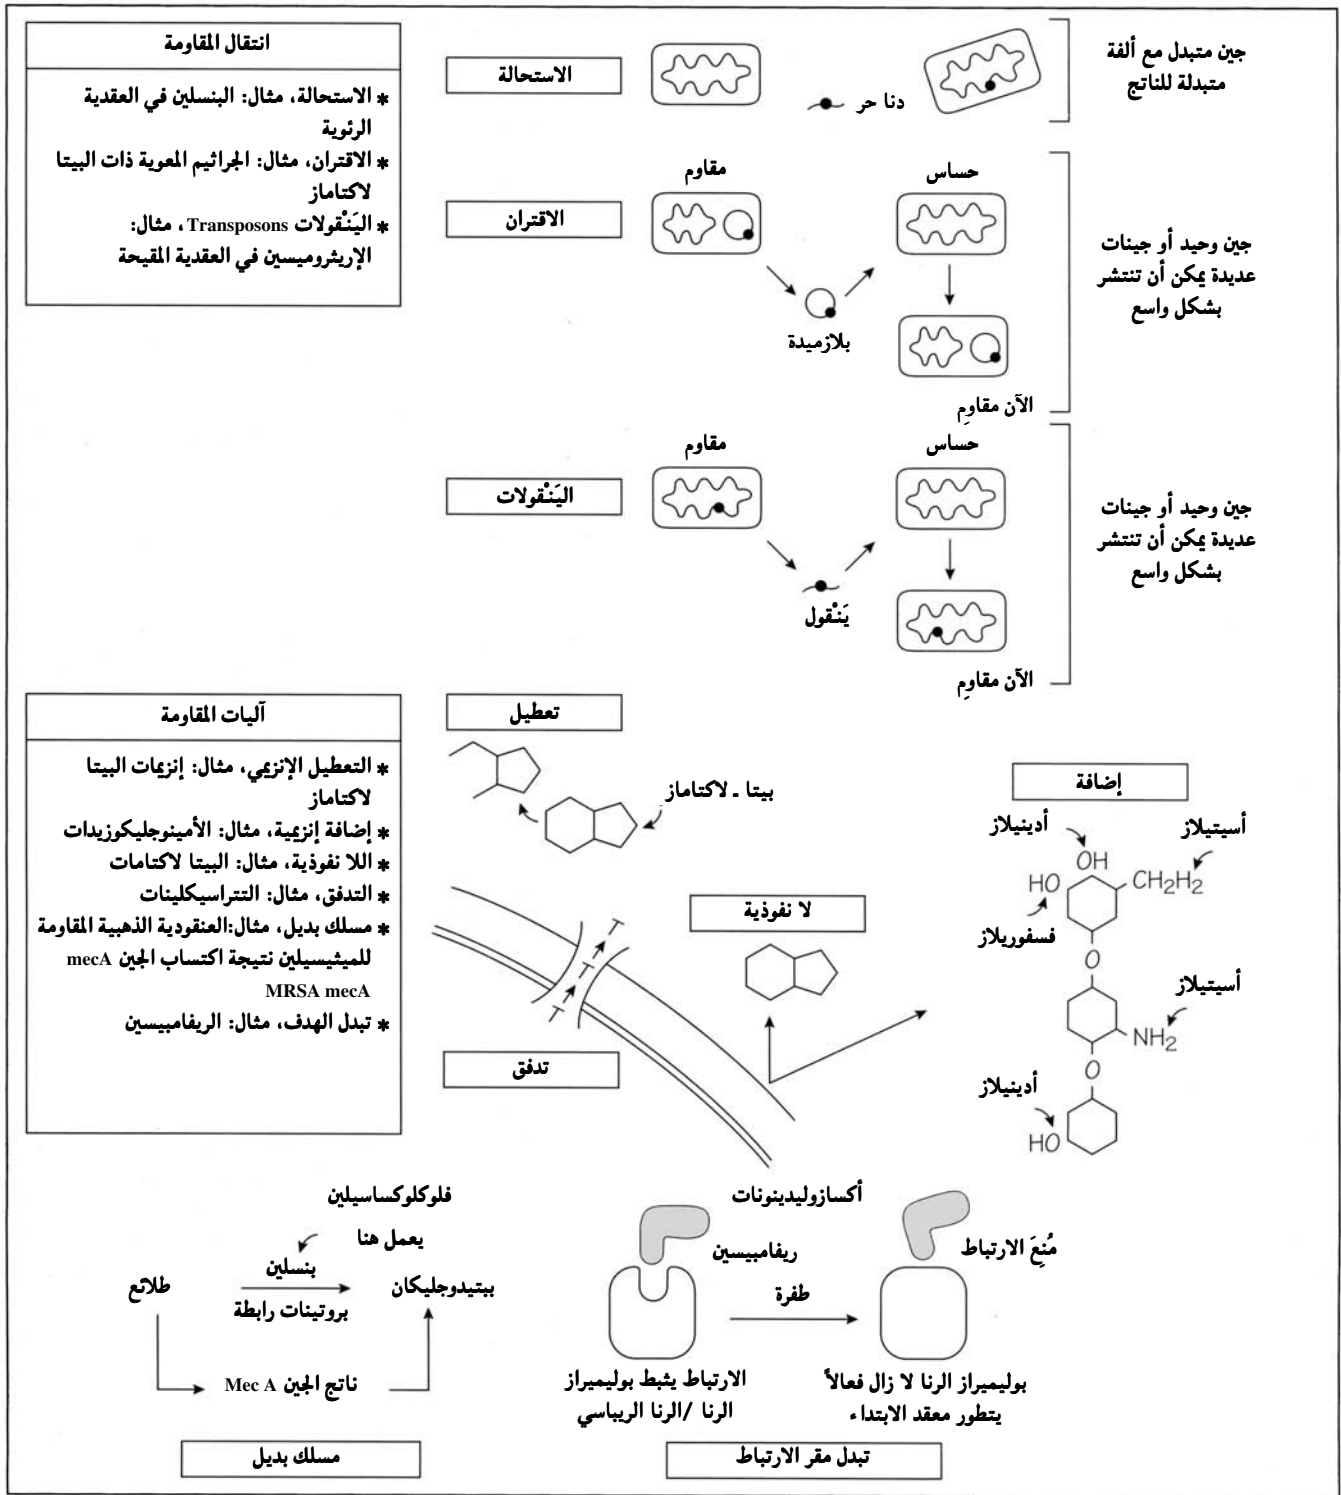 انتقال المقاومة
* الاستحالة، مثال: البنسلين في العقدية
الرئوية
* الاقتران، مثال: الجراثيم المعوية ذات البيتا
لاكتاماز
* اليَنْقولات Transposons، مثال:
الإريثروميسين في العقدية المقيحة
الاستحالة
دنا حر
جين متبدل مع ألفة
متبدلة للناتج
الاقتران
مقاوم
حساس
بلازميدة
الآن مقاوِم
جين وحيد أو جينات
عديدة يمكن أن تنتشر
بشكل واسع
اليَنْقولات
مقاوم
حساس
يَنْقول
الآن مقاوِم
جين وحيد أو جينات
عديدة يمكن أن تنتشر
بشكل واسع
آليات المقاومة
* التعطيل الإنزيمي، مثال: إنزيمات البيتا
لاكتاماز
* إضافة إنزيمية، مثال: الأمينوجليكوزيدات
* اللا نفوذية، مثال: البيتا لاكتامات
* التدفق، مثال: التتراسيكلينات
* مسلك بديل، مثال:العنقودية الذهبية المقاومة
للميثيسيلين نتيجة اكتساب الجين mecA
MRSA mecA
* تبدل الهدف، مثال: الريفامبيسين
تعطيل
بيتا - لاكتاماز
لا نفوذية
T
T
T
تدفق
إضافة
أدينيلاز
أسيتيلاز
OH
HO
CH2H2
فسفوريلاز
O
أسيتيلاز
NH2
O
أدينيلاز
HO
فلوكلوكساسيلين
يعمل هنا
بنسلين
طلائع
ببتيدوجليكان
بروتينات رابطة
ناتج الجين Mec A
مسلك بديل
أكسازوليدينونات
ريفامبيسين
مُنِعَ الارتباط
طفرة
الارتباط يثبط بوليميراز
الرنا /الرنا الريباسي
بوليميراز الرنا لا زال فعالاً
يتطور معقد الابتداء
تبدل مقر الارتباط